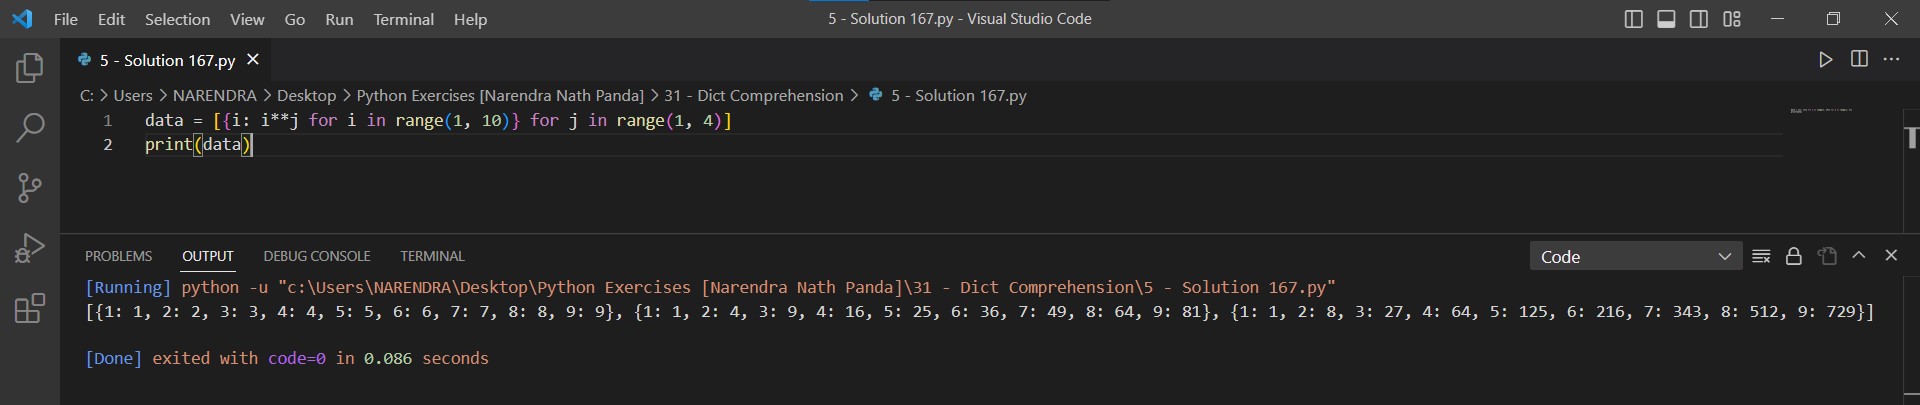 File Edit Selection View Go Run Terminal Help 5 - Solution 167.py - Visual Studio Code
5 - Solution 167.py
C: > Users > NARENDRA > Desktop > Python Exercises [Narendra Nath Panda] > 31 - Dict Comprehension > 5 - Solution 167.py
1 data = [{i: i**j for i in range(1, 10)} for j in range(1, 4)]
2 print(data)
PROBLEMS OUTPUT DEBUG CONSOLE TERMINAL Code
[Running] python -u "c:\Users\NARENDRA\Desktop\Python Exercises [Narendra Nath Panda]\31 - Dict Comprehension\5 - Solution 167.py"
[{1: 1, 2: 2, 3: 3, 4: 4, 5: 5, 6: 6, 7: 7, 8: 8, 9: 9}, {1: 1, 2: 4, 3: 9, 4: 16, 5: 25, 6: 36, 7: 49, 8: 64, 9: 81}, {1: 1, 2: 8, 3: 27, 4: 64, 5: 125, 6: 216, 7: 343, 8: 512, 9: 729}]
[Done] exited with code=0 in 0.086 seconds